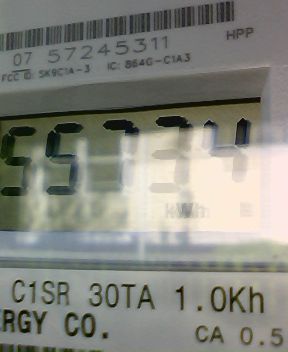 07 57245311
HPP
FCC ID: SK9C1A-3 IC: 864G-C1A3
55734
kWh
C1SR 30TA 1.0Kh
RGY CO.
CA 0.5